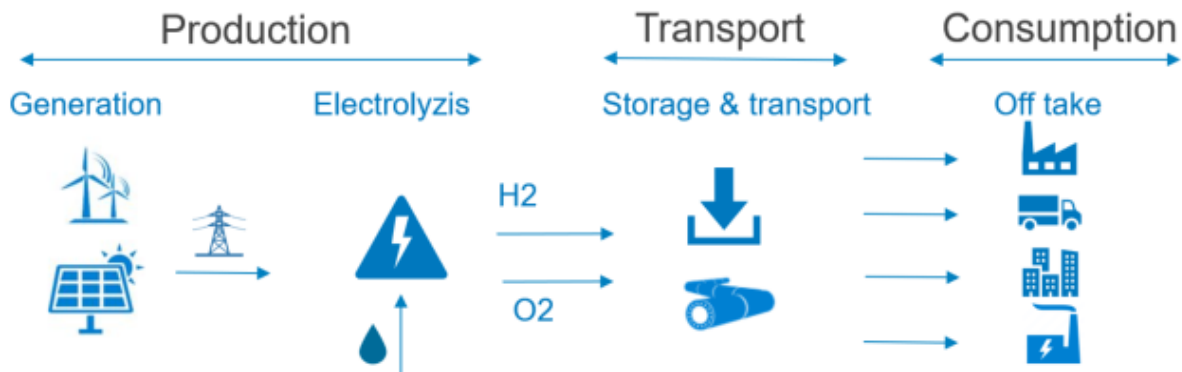 Production
Transport
Consumption
Generation
Electrolyzis
Storage & transport
Off take
H2
O2